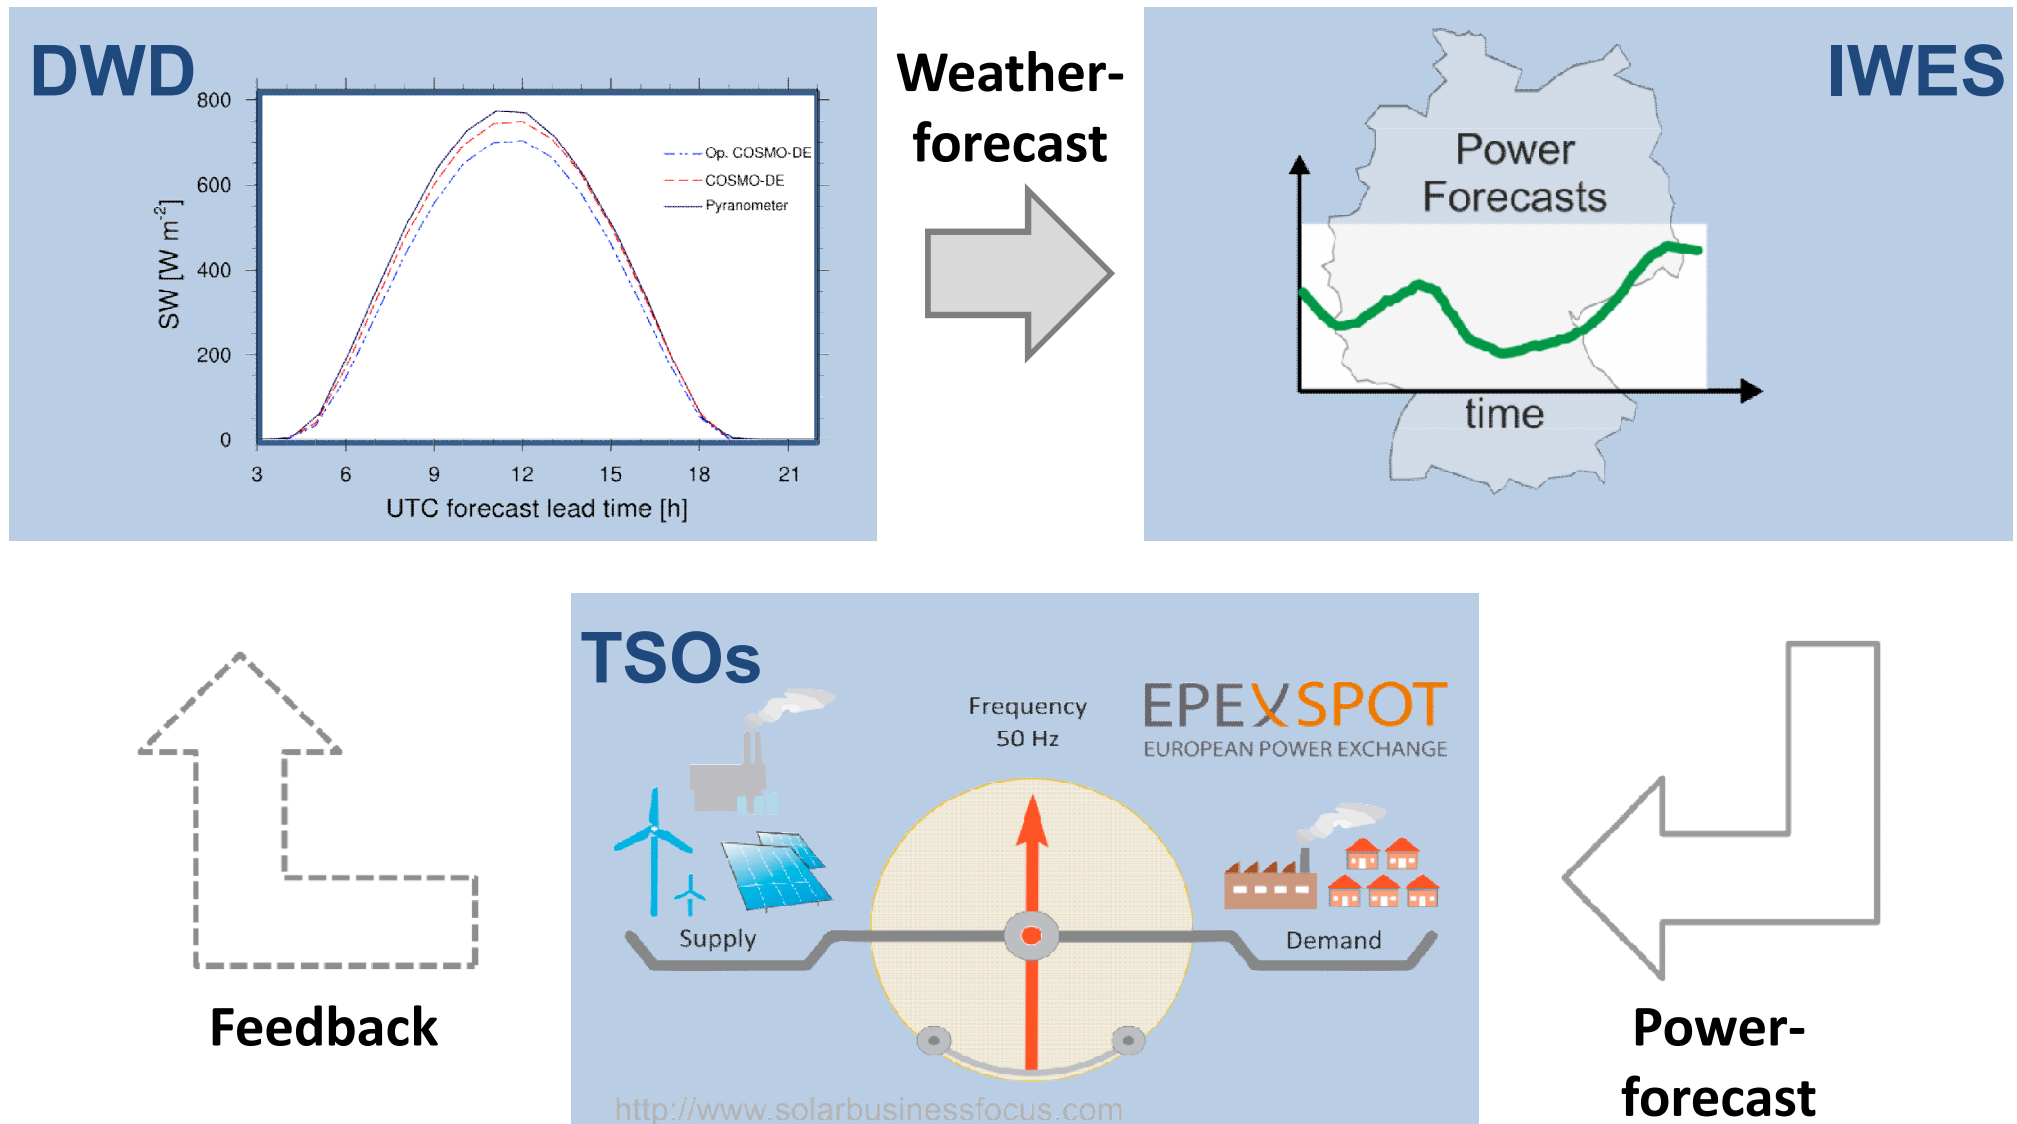 DWD
800
600
400
200
0
SW [W m-2]
Op. COSMO-DE
COSMO-DE
Pyranometer
3 6 9 12 15 18 21
UTC forecast lead time [h]
Weather-
forecast
IWES
Power
Forecasts
time
TSOs
Frequency
50 Hz
EPEXSPOT
EUROPEAN POWER EXCHANGE
Supply
Demand
http://www.solarbusinessfocus.com
Feedback
Power-
forecast